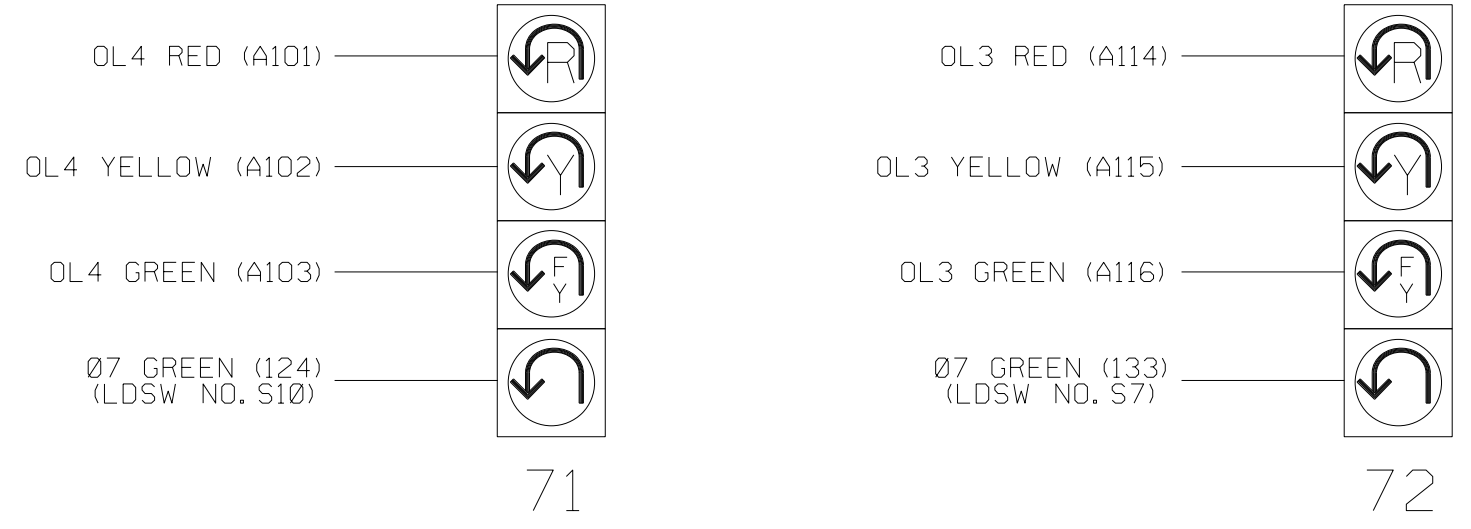 OL4 RED (A101)
R
OL4 YELLOW (A102)
Y
OL4 GREEN (A103)
F
Y
Ø7 GREEN (124)
(LDSW NO. S1Ø)
71
OL3 RED (A114)
R
OL3 YELLOW (A115)
Y
OL3 GREEN (A116)
F
Y
Ø7 GREEN (133)
(LDSW NO. S7)
72